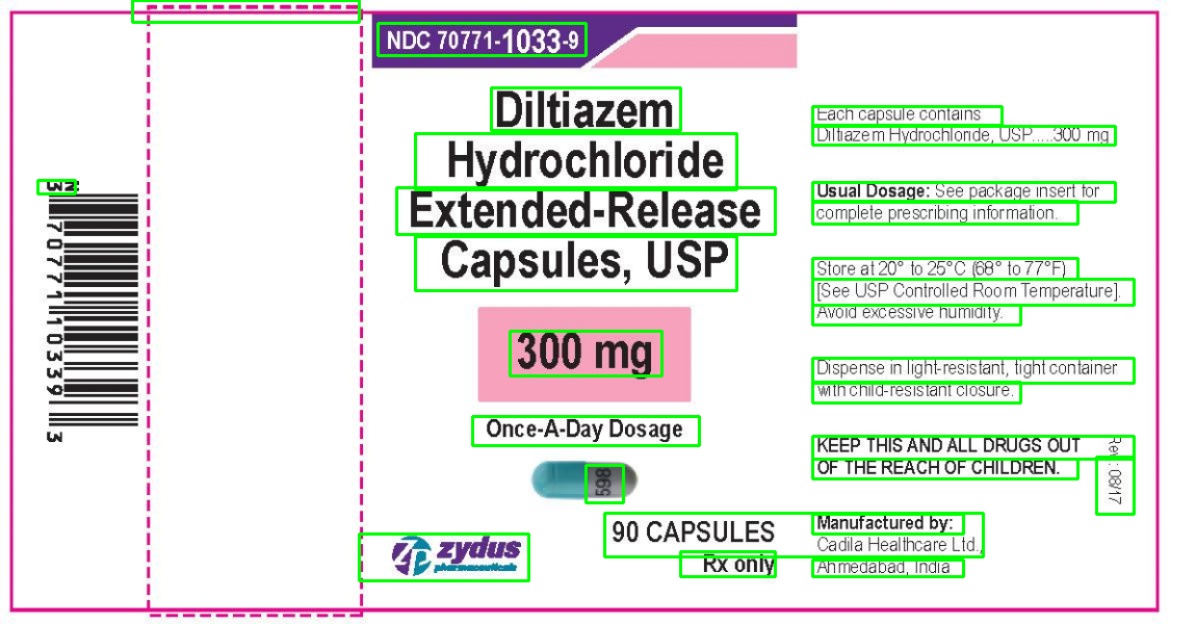 NDC 70771-1033-9
Diltiazem
Hydrochloride
Extended-Release
Capsules, USP
300 mg
Once-A-Day Dosage
598
90 CAPSULES
Rx only
zydus
pharmaceuticals
Each capsule contains
Diltiazem Hydrochloride, USP.....300 mg
Usual Dosage: See package insert for
complete prescribing information.
Store at 20° to 25°C (68° to 77°F)
[See USP Controlled Room Temperature].
Avoid excessive humidity.
Dispense in light-resistant, tight container
with child-resistant closure.
KEEP THIS AND ALL DRUGS OUT
OF THE REACH OF CHILDREN.
Manufactured by:
Cadila Healthcare Ltd.
Ahmedabad, India
Rev.: 08/17
N
3 70771 10339 3